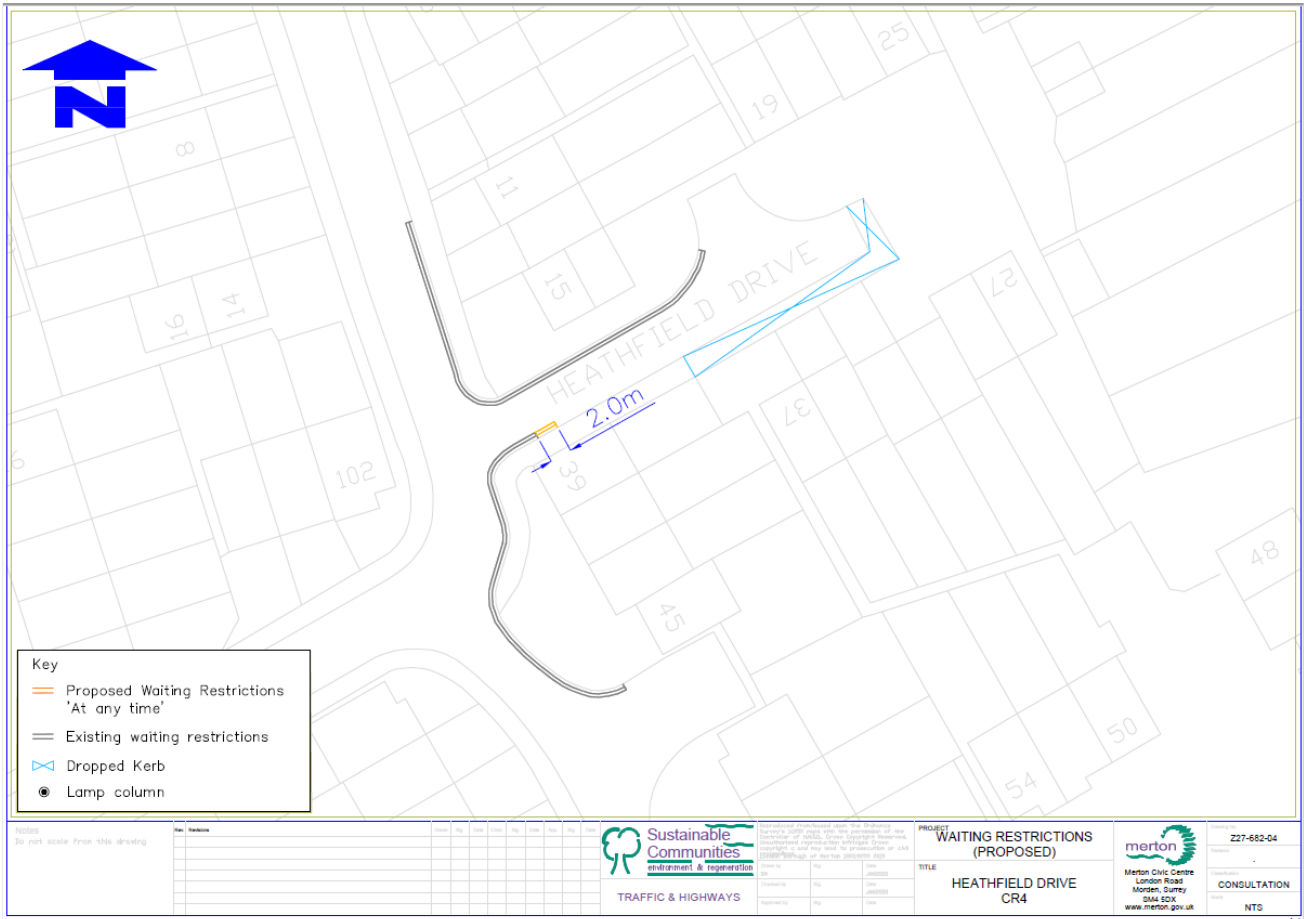 N
8
25
19
11
15
14
16
HEATHFIELD DRIVE
27
2.0m
37
39
102
6
45
48
50
54
Key
Proposed Waiting Restrictions
'At any time'
Existing waiting restrictions
Dropped Kerb
Lamp column
Notes
Do not scale from this drawing
Rev Revisions
Sustainable
Communities
environment & regeneration
TRAFFIC & HIGHWAYS
PROJECT
WAITING RESTRICTIONS
(PROPOSED)
TITLE
HEATHFIELD DRIVE
CR4
merton
Merton Civic Centre
London Road
Morden, Surrey
SM4 5DX
www.merton.gov.uk
Z27-682-04
-
CONSULTATION
NTS